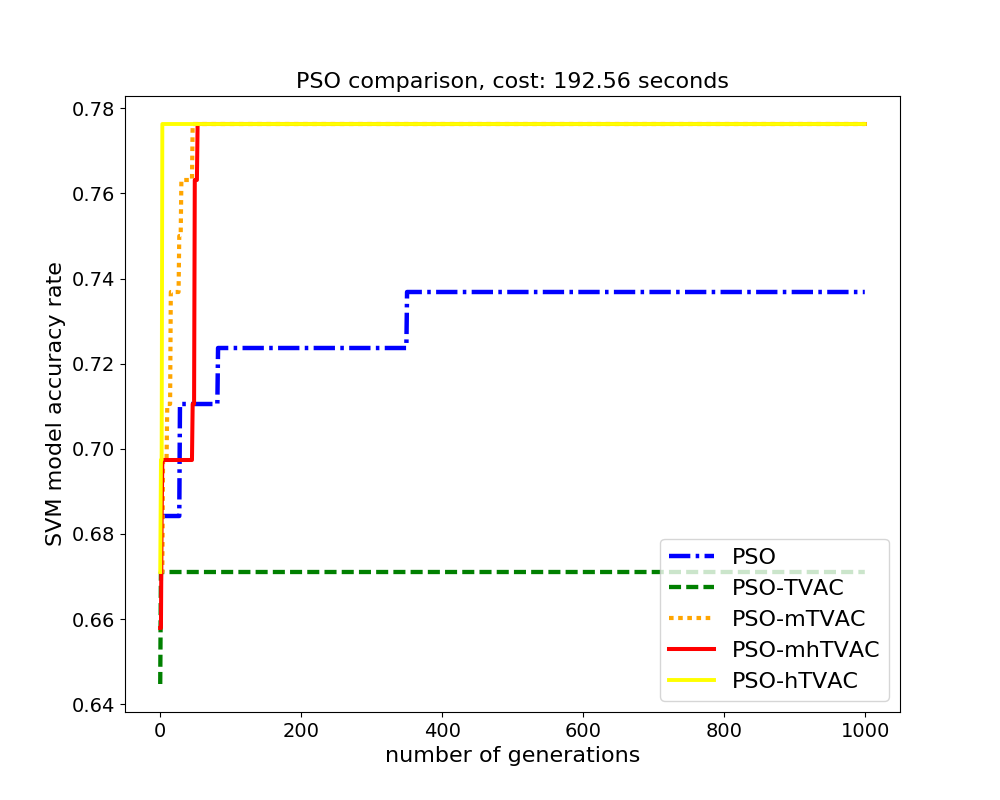 PSO comparison, cost: 192.56 seconds
SVM model accuracy rate
0.78
0.76
0.74
0.72
0.70
0.68
0.66
0.64
PSO
PSO-TVAC
PSO-mTVAC
PSO-mhTVAC
PSO-hTVAC
0 200 400 600 800 1000
number of generations